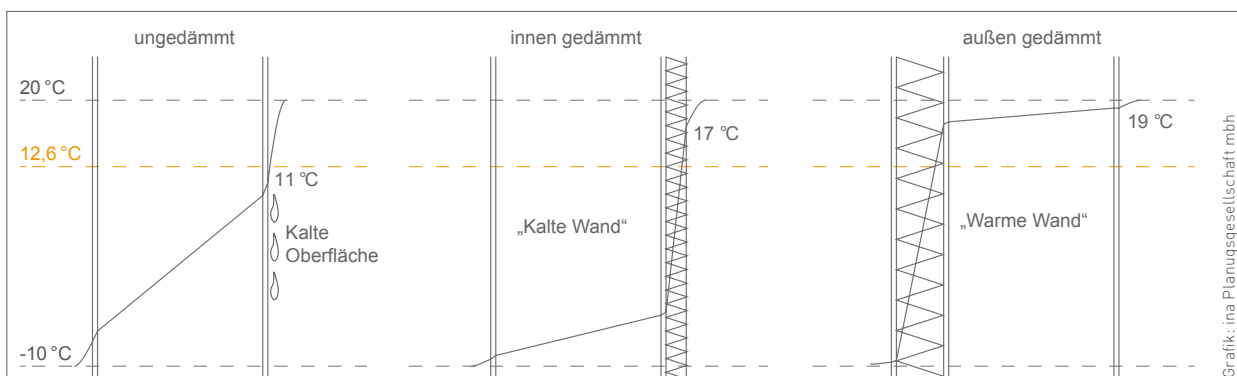 ungedämmt
innen gedämmt
außen gedämmt
20 °C
12,6 °C
-10 °C
11 °C
Kalte
Oberfläche
„Kalte Wand“
17 °C
„Warme Wand“
19 °C
Grafik: ina Planugsgesellschaft mbh